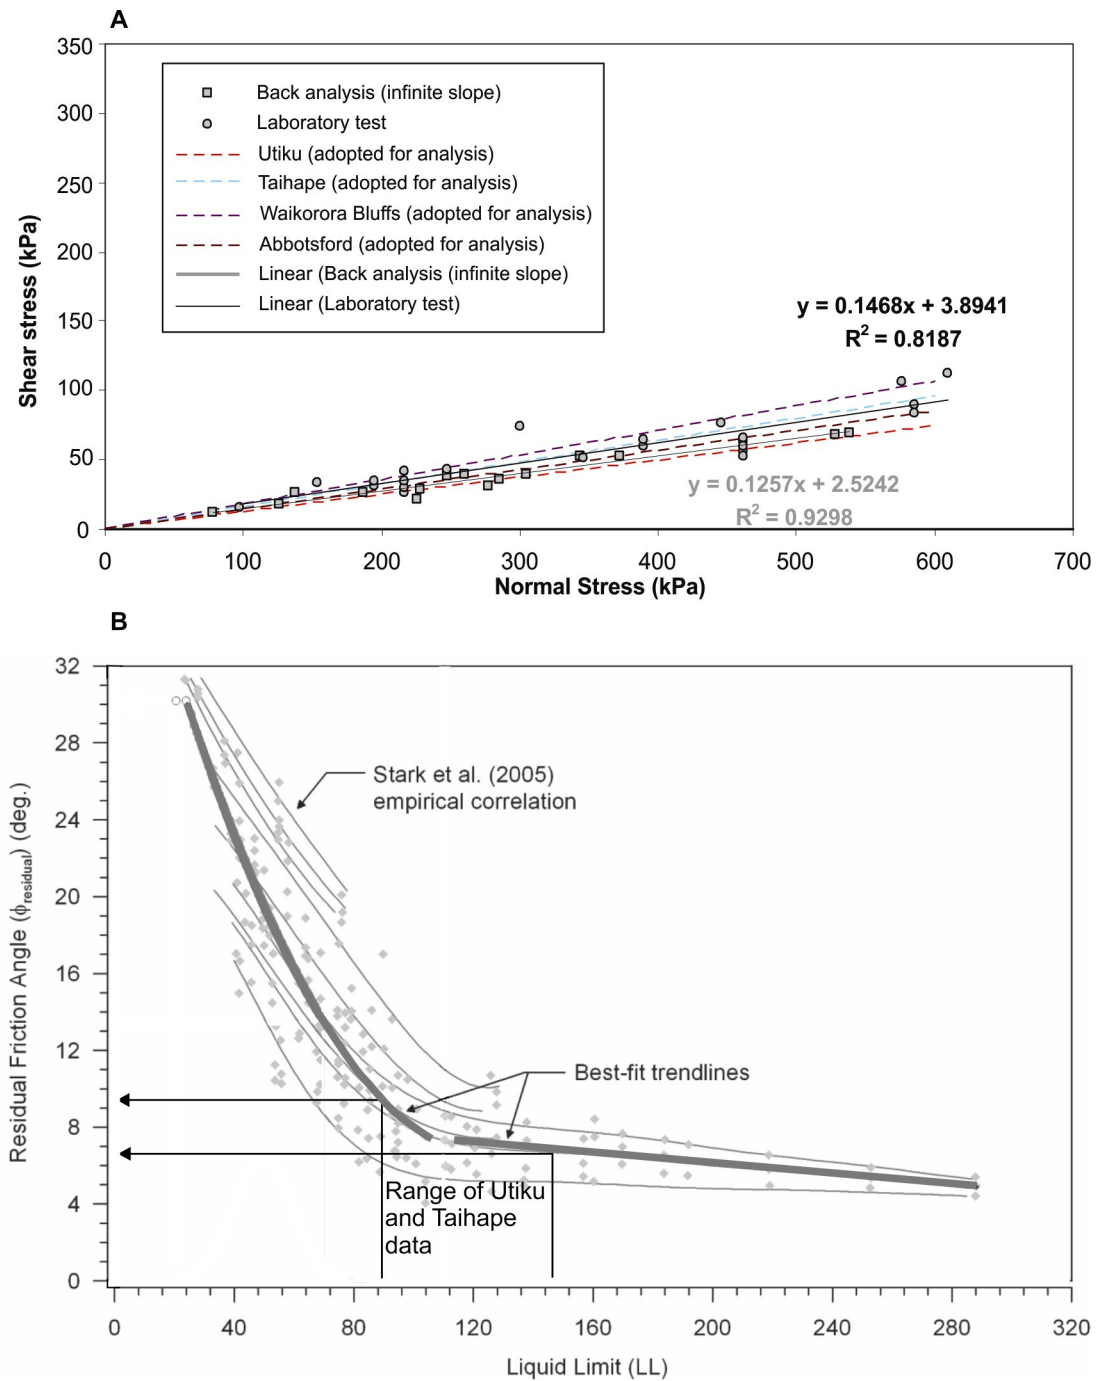 A
350
300
250
200
150
100
50
0
Shear stress (kPa)
Back analysis (infinite slope)
Laboratory test
Utiku (adopted for analysis)
Taihape (adopted for analysis)
Waikorora Bluffs (adopted for analysis)
Abbotsford (adopted for analysis)
Linear (Back analysis (infinite slope)
Linear (Laboratory test)
y = 0.1468x + 3.8941
R² = 0.8187
y = 0.1257x + 2.5242
R² = 0.9298
0 100 200 300 400 500 600 700
Normal Stress (kPa)
B
32
28
24
20
16
12
8
4
0
Residual Friction Angle (ϕresidual) (deg.)
Stark et al. (2005)
empirical correlation
Best-fit trendlines
Range of Utiku
and Taihape
data
0 40 80 120 160 200 240 280 320
Liquid Limit (LL)